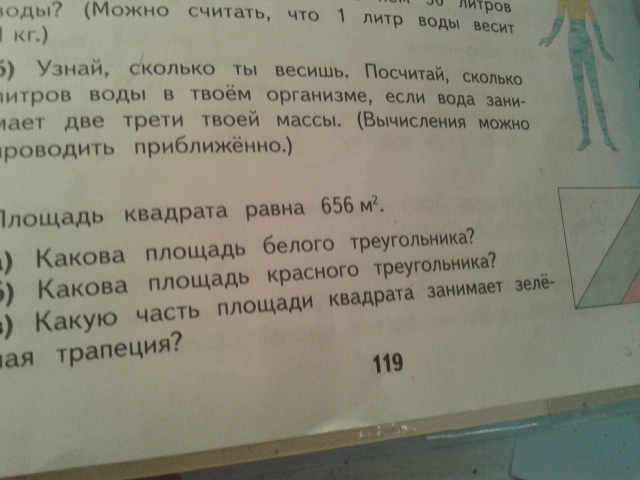 воды? (Можно считать, что 1 литр воды весит
1 кг.)
б) Узнай, сколько ты весишь. Посчитай, сколько
литров воды в твоём организме, если вода зани-
мает две трети твоей массы. (Вычисления можно
проводить приближённо.)
Площадь квадрата равна 656 м².
а) Какова площадь белого треугольника?
б) Какова площадь красного треугольника?
в) Какую часть площади квадрата занимает зелё-
ная трапеция?
119